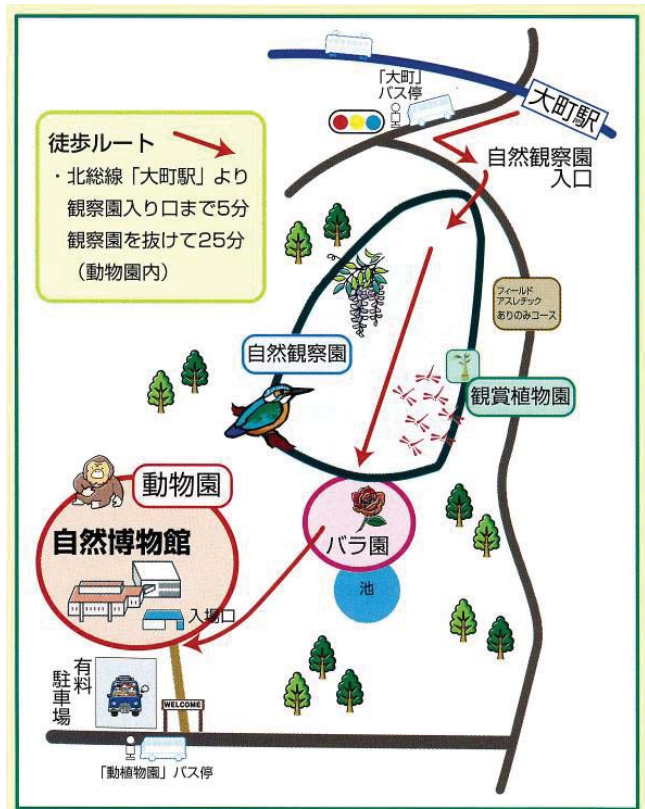 「大町」
バス停
大町駅
徒歩ルート
・北総線「大町駅」より
観察園入り口まで5分
観察園を抜けて25分
（動物園内）
自然観察園
入口
フィールド
アスレチック
ありのみコース
自然観察園
観賞植物園
動物園
自然博物館
バラ園
池
入場口
有料
駐車場
WELCOME
「動植物園」バス停